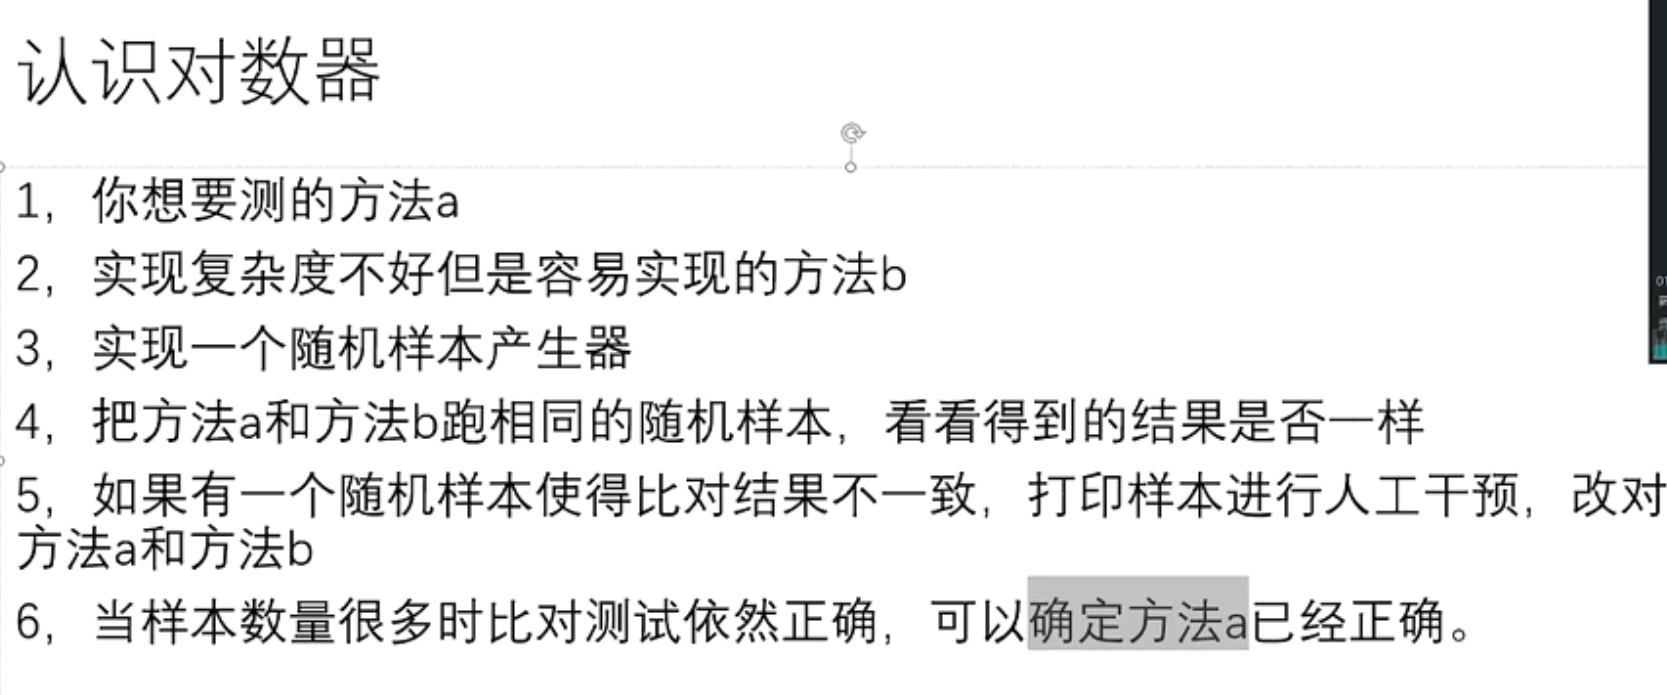 认识对数器
1，你想要测的方法a
2，实现复杂度不好但是容易实现的方法b
3，实现一个随机样本产生器
4，把方法a和方法b跑相同的随机样本，看看得到的结果是否一样
5，如果有一个随机样本使得比对结果不一致，打印样本进行人工干预，改对
方法a和方法b
6，当样本数量很多时比对测试依然正确，可以确定方法a已经正确。